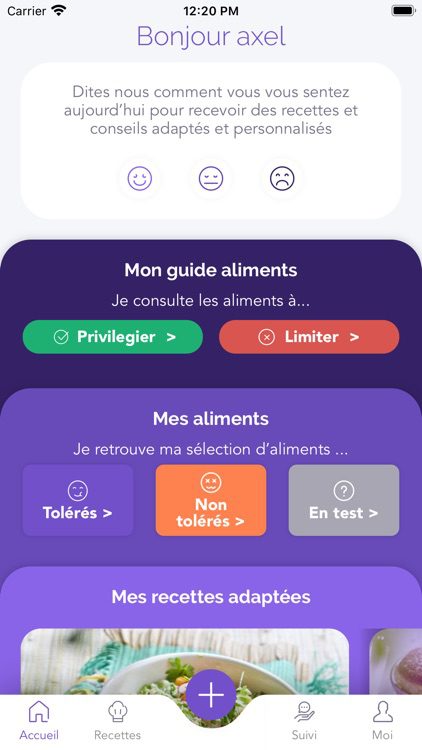 Carrier 12:20 PM
Bonjour axel
Dites nous comment vous vous sentez
aujourd'hui pour recevoir des recettes et
conseils adaptés et personnalisés
Mon guide aliments
Je consulte les aliments à...
Privilegier > Limiter >
Mes aliments
Je retrouve ma sélection d'aliments ...
Tolérés >
Non
tolérés >
En test >
Mes recettes adaptées
Accueil Recettes Suivi Moi